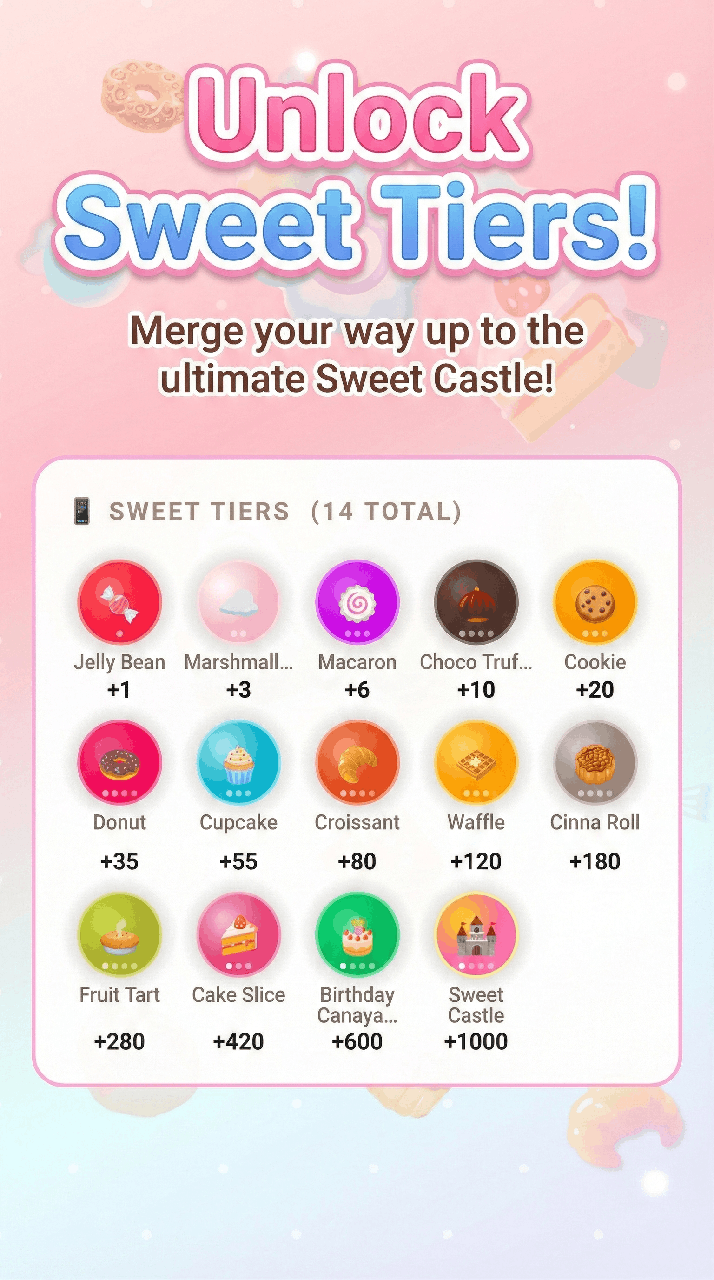 Unlock
Sweet Tiers!
Merge your way up to the
ultimate Sweet Castle!
SWEET TIERS (14 TOTAL)
Jelly Bean Marshmall... Macaron Choco Truf... Cookie
+1 +3 +6 +10 +20
Donut Cupcake Croissant Waffle Cinna Roll
+35 +55 +80 +120 +180
Fruit Tart Cake Slice Birthday Canaya... Sweet Castle
+280 +420 +600 +1000